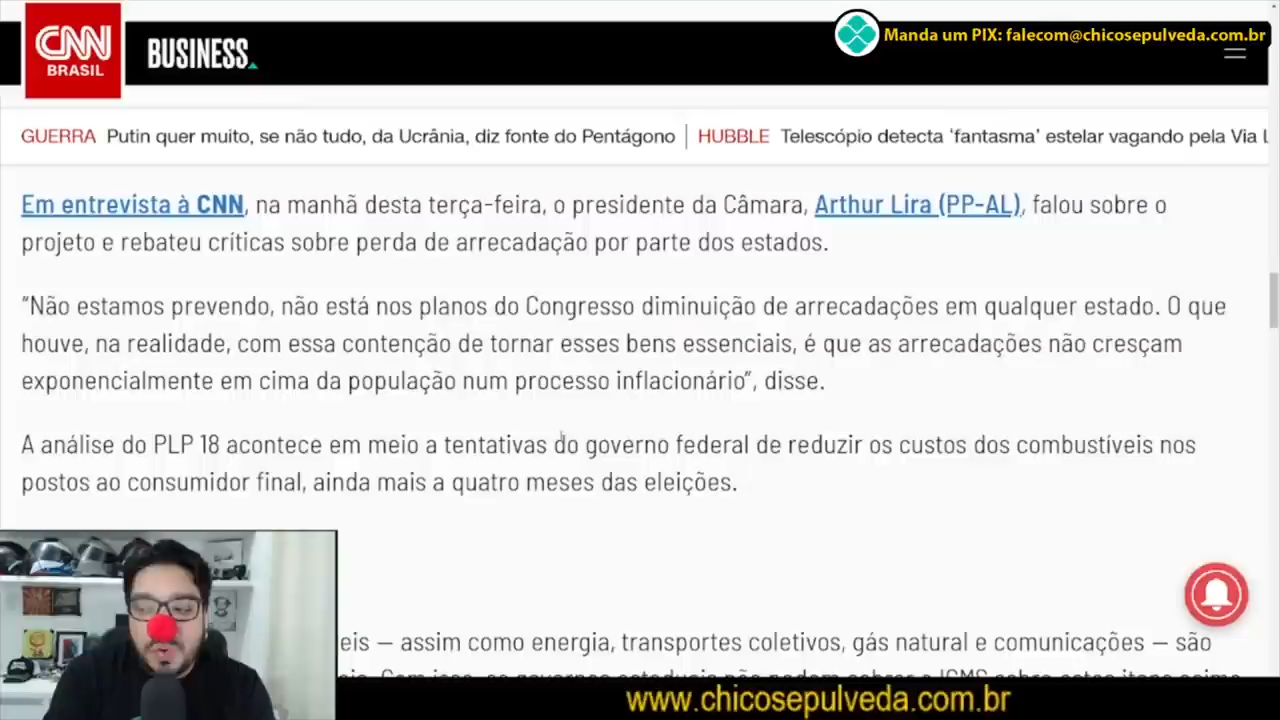 CNN
BRASIL
BUSINESS
Manda um PIX: falecom@chicosepulveda.com.br
GUERRA Putin quer muito, se não tudo, da Ucrânia, diz fonte do Pentágono | HUBBLE Telescópio detecta ‘fantasma’ estelar vagando pela Via
Em entrevista à CNN, na manhã desta terça-feira, o presidente da Câmara, Arthur Lira (PP-AL), falou sobre o
projeto e rebateu críticas sobre perda de arrecadação por parte dos estados.
“Não estamos prevendo, não está nos planos do Congresso diminuição de arrecadações em qualquer estado. O que
houve, na realidade, com essa contenção de tornar esses bens essenciais, é que as arrecadações não cresçam
exponencialmente em cima da população num processo inflacionário”, disse.
A análise do PLP 18 acontece em meio a tentativas do governo federal de reduzir os custos dos combustíveis nos
postos ao consumidor final, ainda mais a quatro meses das eleições.
eis — assim como energia, transportes coletivos, gás natural e comunicações — são
www.chicosepulveda.com.br